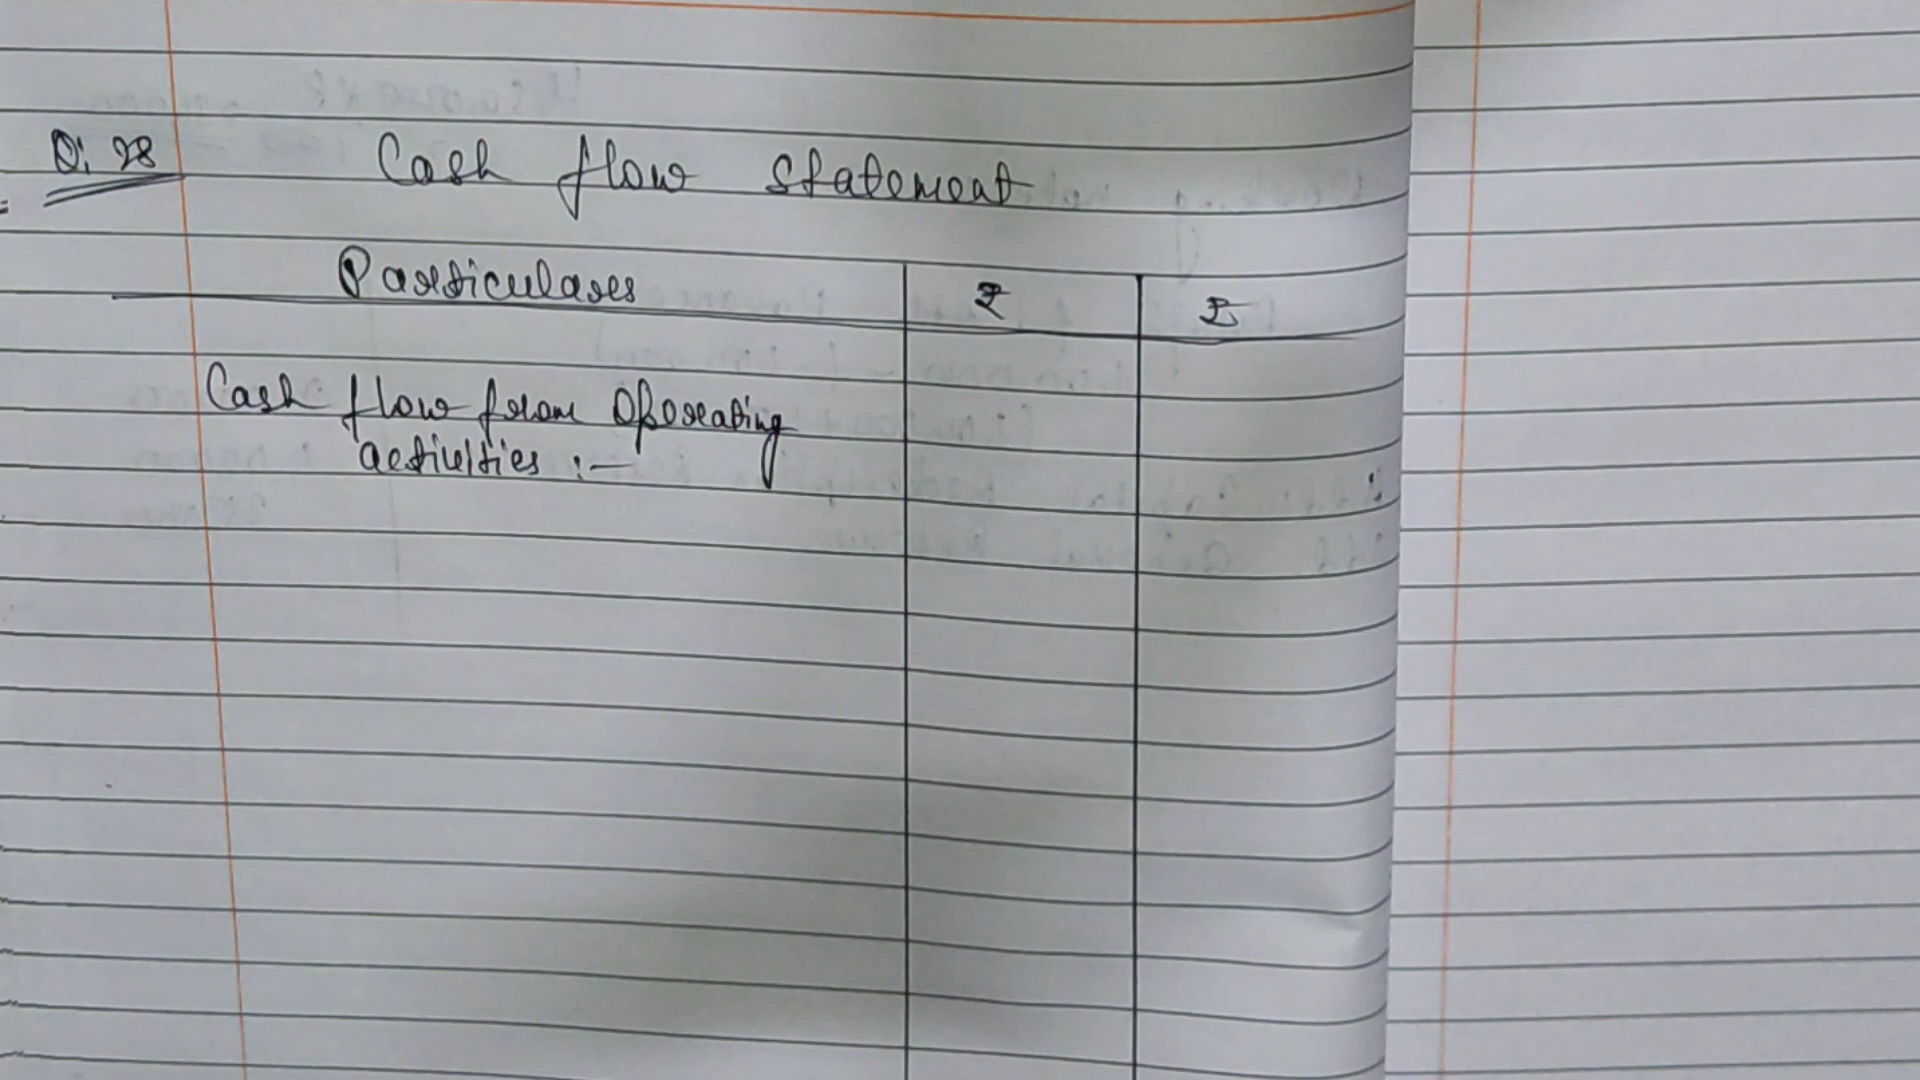 Q. 28 Cash flow statement
Particulars ₹ ₹
Cash flow from Operating
activities :-